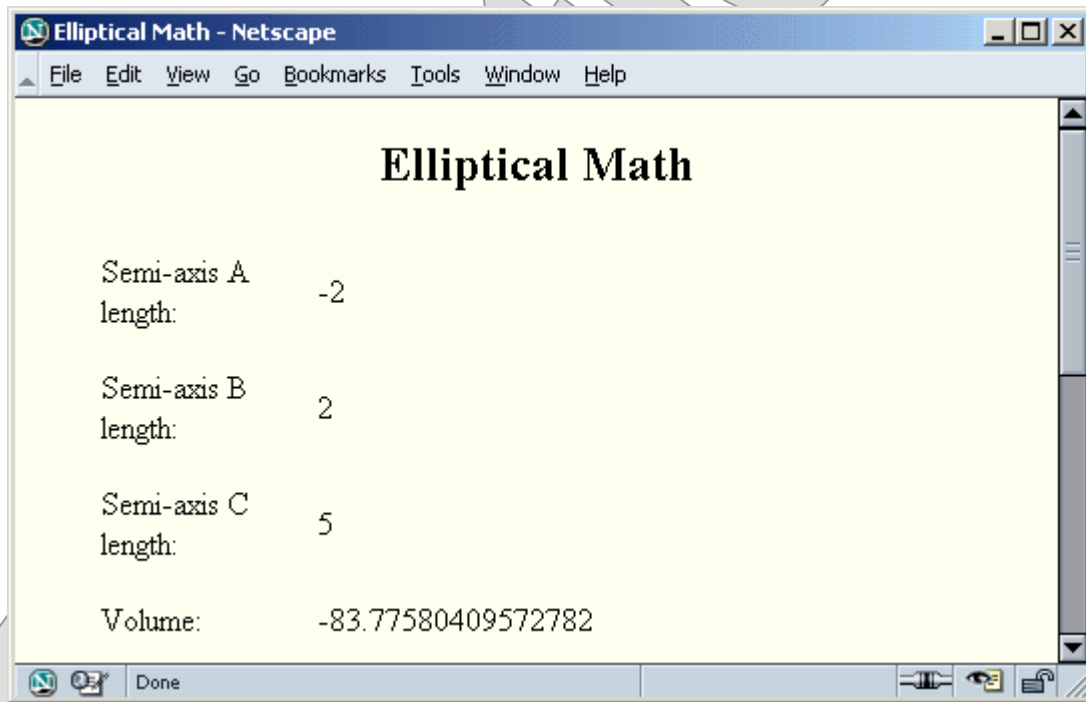 Elliptical Math - Netscape
File Edit View Go Bookmarks Tools Window Help
Elliptical Math
Semi-axis A
length:
-2
Semi-axis B
length:
2
Semi-axis C
length:
5
Volume:
-83.77580409572782
Done